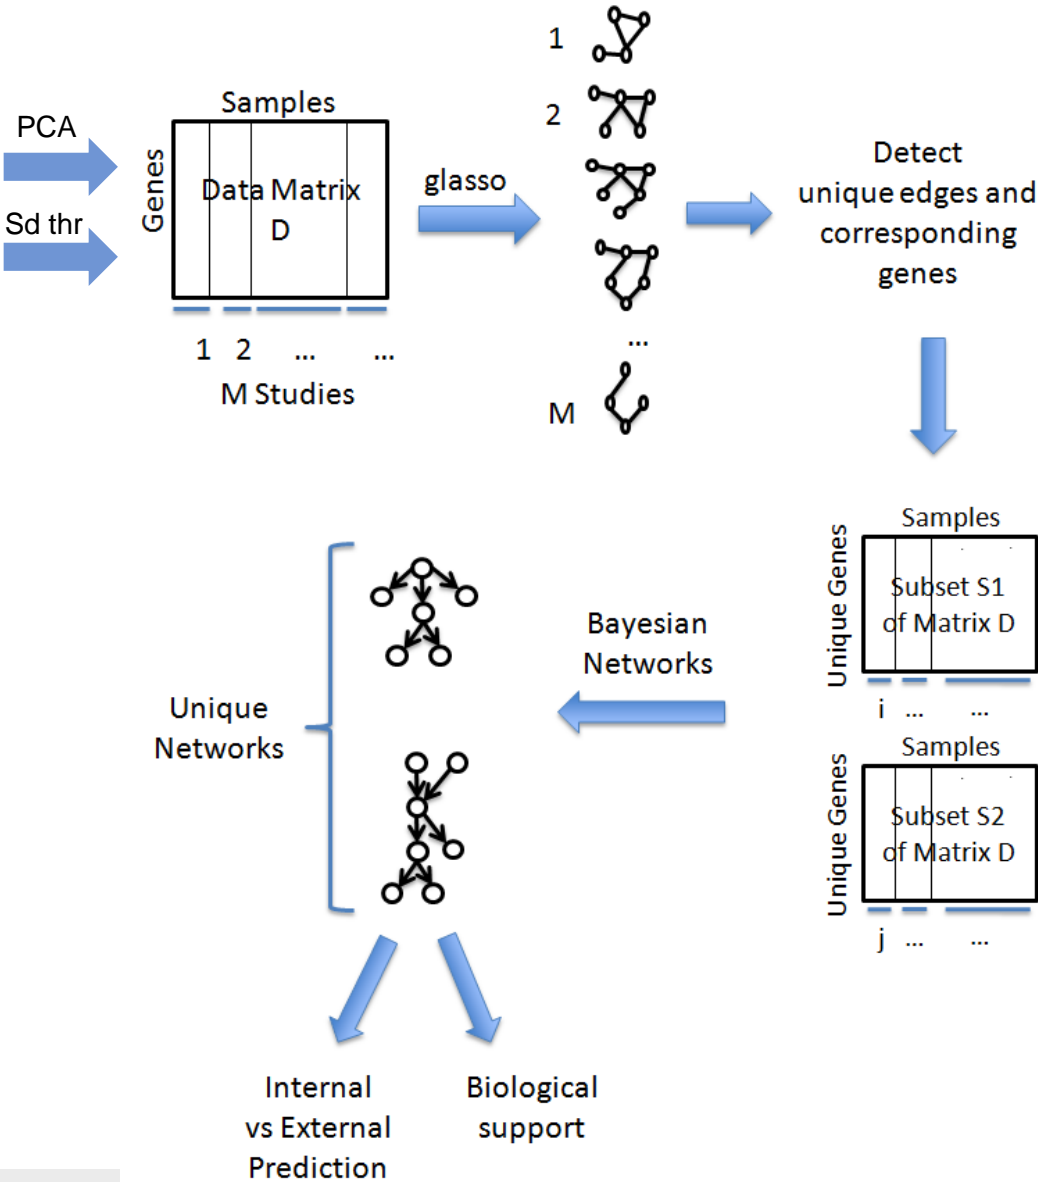 PCA
Sd thr
Samples
Genes
Data Matrix
D
1 2 ... ...
M Studies
glasso
1
2
...
M
Detect
unique edges and
corresponding
genes
Samples
Unique Genes
Subset S1
of Matrix D
i ... ...
Samples
Unique Genes
Subset S2
of Matrix D
j ... ...
Bayesian
Networks
Unique
Networks
Internal
vs External
Prediction
Biological
support